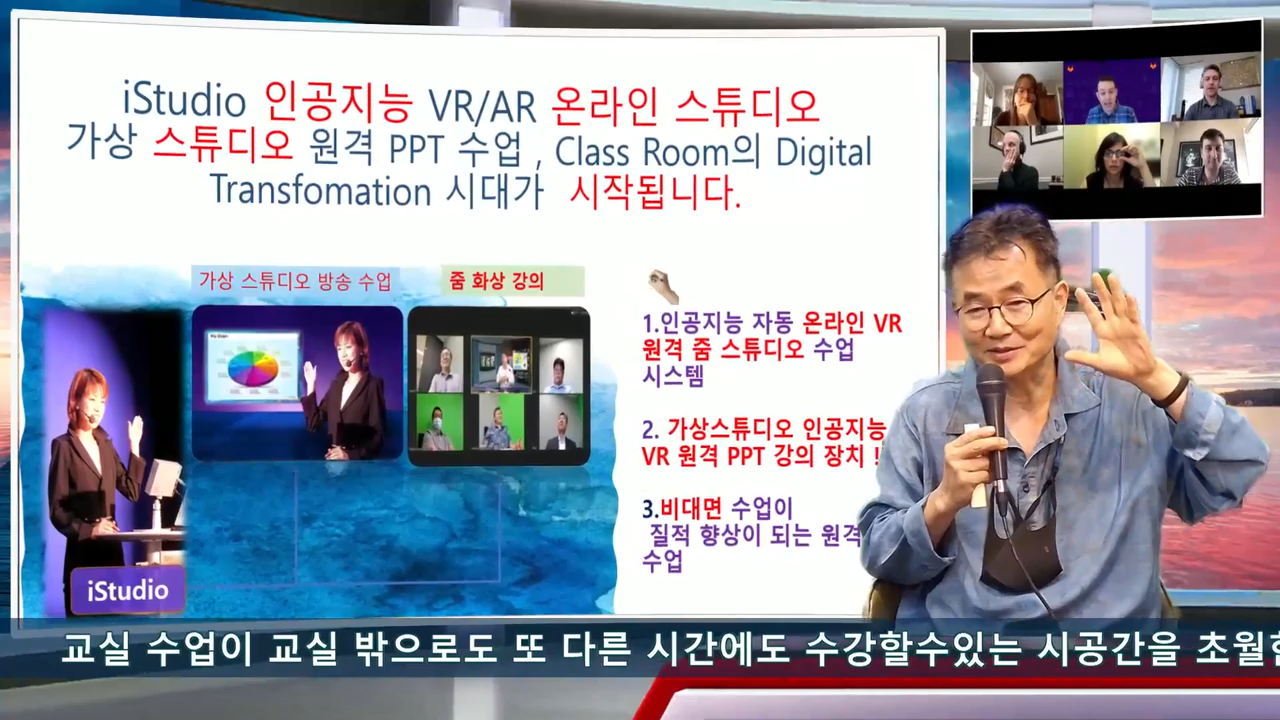 iStudio 인공지능 VR/AR 온라인 스튜디오
가상 스튜디오 원격 PPT 수업 , Class Room의 Digital
Transfomation 시대가 시작됩니다.
가상 스튜디오 방송 수업
줌 화상 강의
1.인공지능 자동 온라인 VR
원격 줌 스튜디오 수업
시스템
2. 가상스튜디오 인공지능
VR 원격 PPT 강의 장치 !
3.비대면 수업이
질적 향상이 되는 원격
수업
iStudio
교실 수업이 교실 밖으로도 또 다른 시간에도 수강할수있는 시공간을 초월한